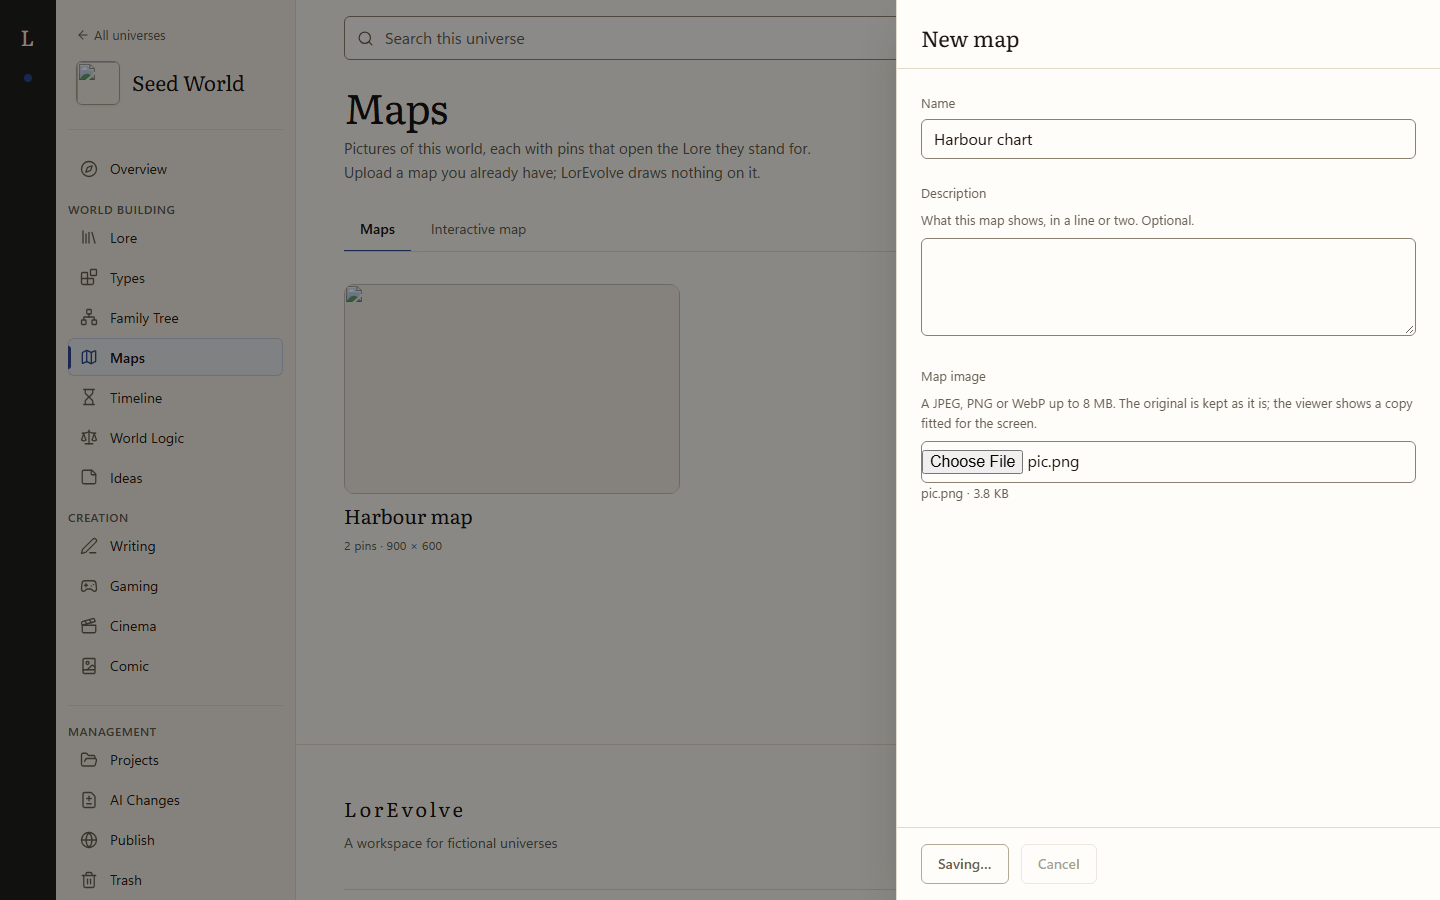 L
All universes
Seed World
Overview
WORLD BUILDING
Lore
Types
Family Tree
Maps
Timeline
World Logic
Ideas
CREATION
Writing
Gaming
Cinema
Comic
MANAGEMENT
Projects
AI Changes
Publish
Trash
Search this universe
Maps
Pictures of this world, each with pins that open the Lore they stand for.
Upload a map you already have; LorEvolve draws nothing on it.
Maps Interactive map
Harbour map
2 pins · 900 × 600
LorEvolve
A workspace for fictional universes
New map
Name
Harbour chart
Description
What this map shows, in a line or two. Optional.
Map image
A JPEG, PNG or WebP up to 8 MB. The original is kept as it is; the viewer shows a copy
fitted for the screen.
Choose File pic.png
pic.png · 3.8 KB
Saving... Cancel